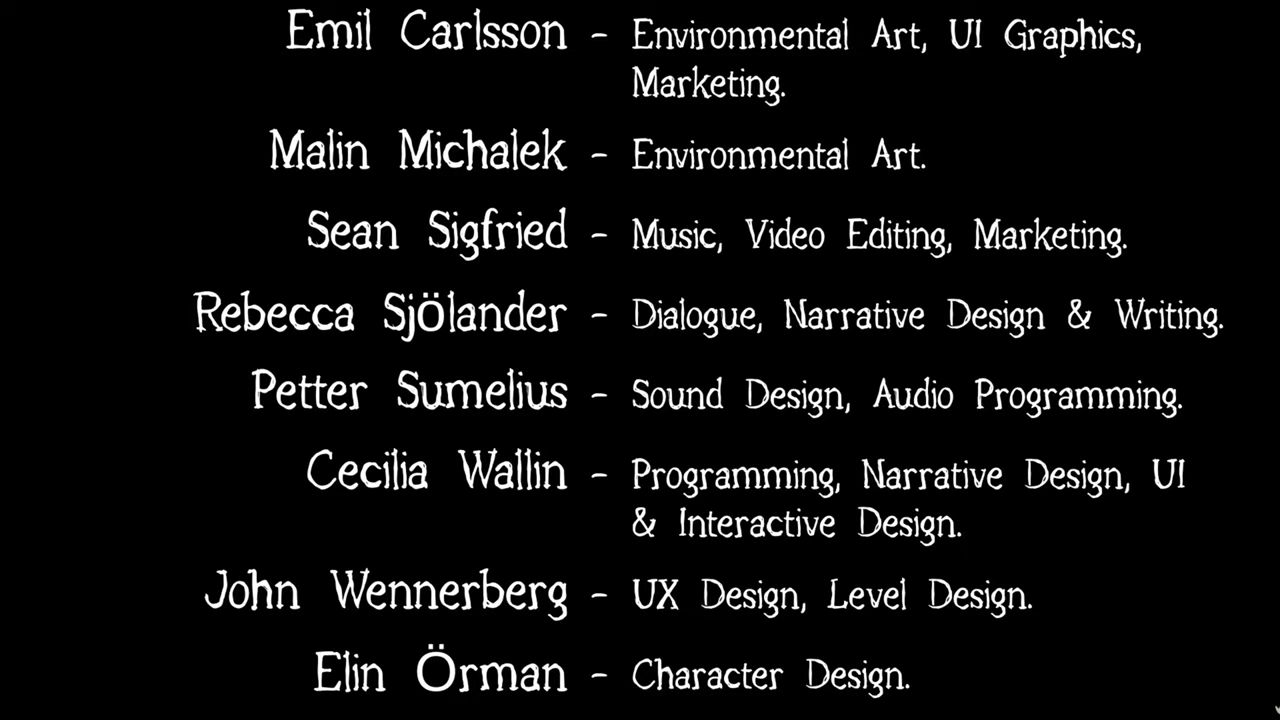 Emil Carlsson - Environmental Art, UI Graphics,
Marketing.
Malin Michalek - Environmental Art.
Sean Sigfried - Music, Video Editing, Marketing.
Rebecca Sjölander - Dialogue, Narrative Design & Writing.
Petter Sumelius - Sound Design, Audio Programming.
Cecilia Wallin - Programming, Narrative Design, UI
& Interactive Design.
John Wennerberg - UX Design, Level Design.
Elin Örman - Character Design.